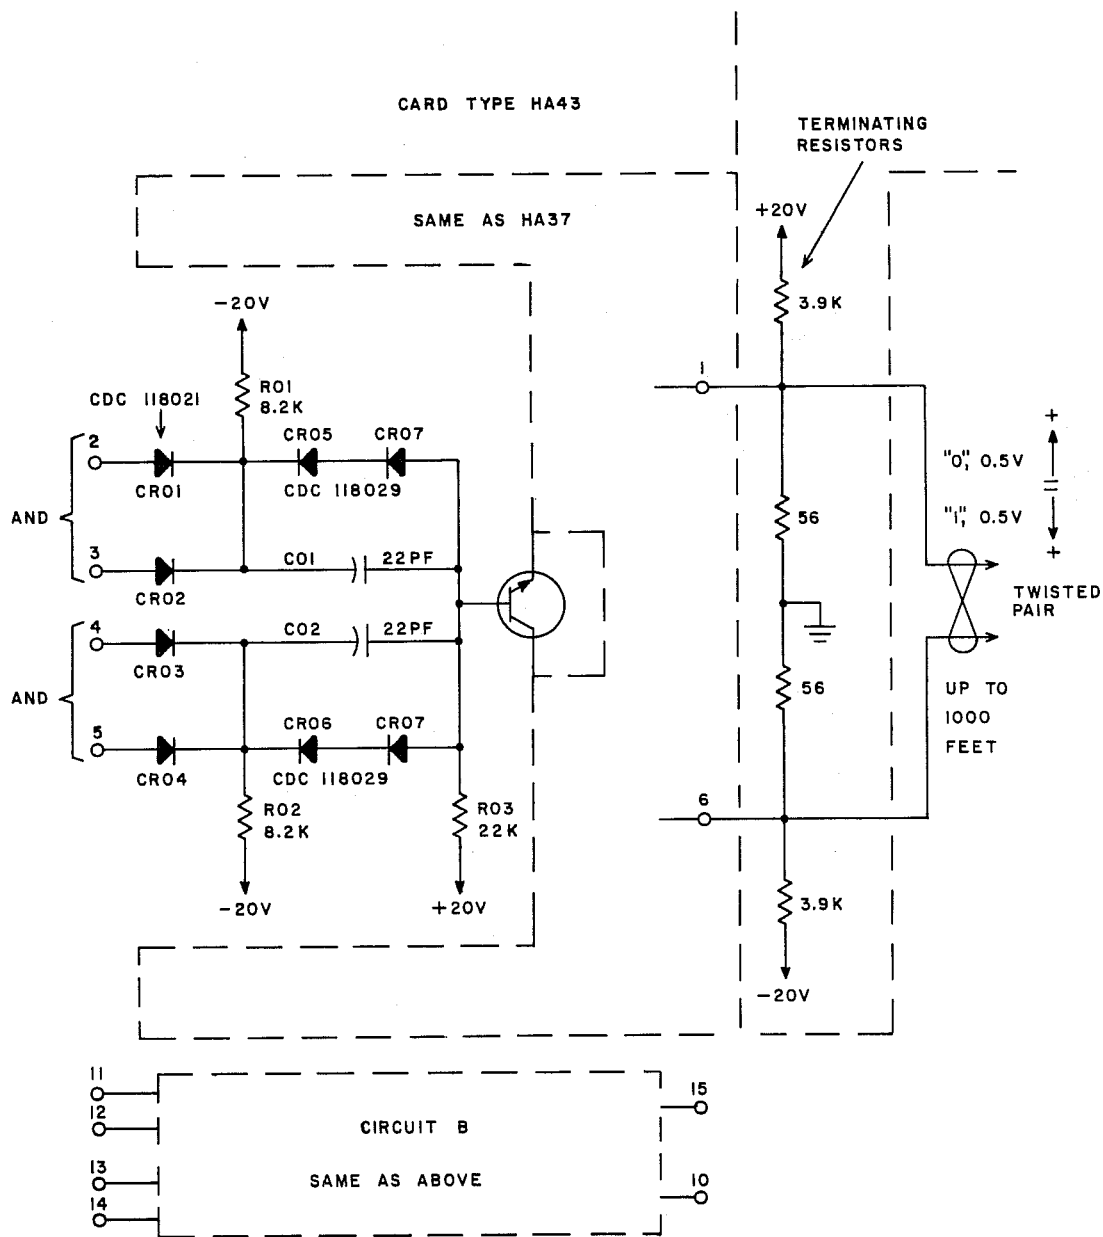 CARD TYPE HA43
TERMINATING
RESISTORS
SAME AS HA37
+20V
3.9K
-20V
R01
8.2K
CDC 118021
1
2
CR05
CR07
CR01
CDC 118029
AND
"0", 0.5V
+
=
"1", 0.5V
+
56
3
C01
22PF
CR02
TWISTED
PAIR
4
C02
22PF
CR03
AND
56
UP TO
1000
FEET
5
CR06
CR07
CR04
CDC 118029
R02
8.2K
R03
22K
6
-20V
+20V
3.9K
-20V
11
12
13
14
CIRCUIT B
SAME AS ABOVE
15
10